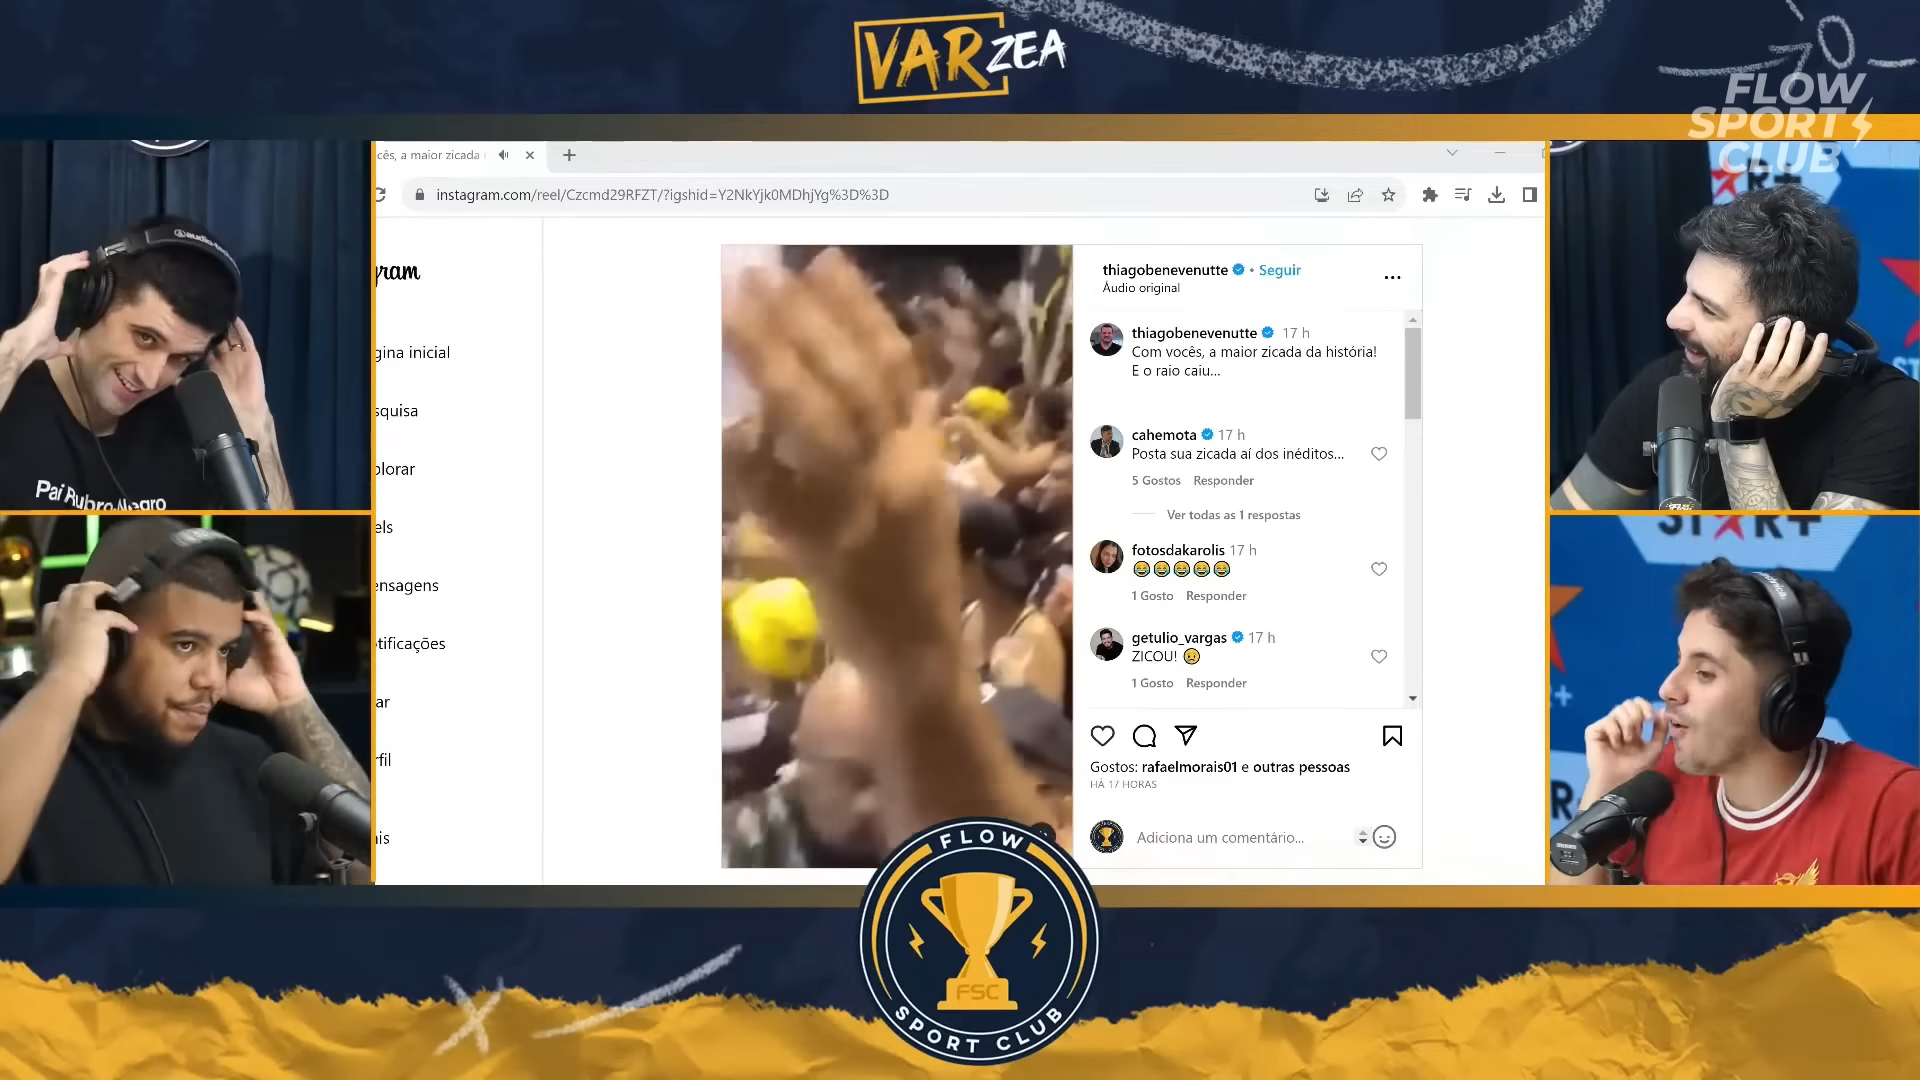 VARZEA
FLOW
SPORT
CLUB
cês, a maior zicada
instagram.com/reel/Czcmd29RFZT/?igshid=Y2NkYjk0MDhjYg%3D%3D
gram
gina inicial
squisa
plorar
els
ensagens
tificações
ar
rfil
ais
thiagobenevenutte • Seguir
Áudio original
thiagobenevenutte 17 h
Com vocês, a maior zicada da história!
E o raio caiu...
cahemota 17 h
Posta sua zicada aí dos inéditos...
5 Gostos Responder
Ver todas as 1 respostas
fotosdakarolis 17 h
😂😂😂😂😂
1 Gosto Responder
getulio_vargas 17 h
ZICOU! 😢
1 Gosto Responder
Gostos: rafaelmorais01 e outras pessoas
HÁ 17 HORAS
Adiciona um comentário...
Pai Rubro-Negro
START+
FLOW
FSC
SPORT CLUB